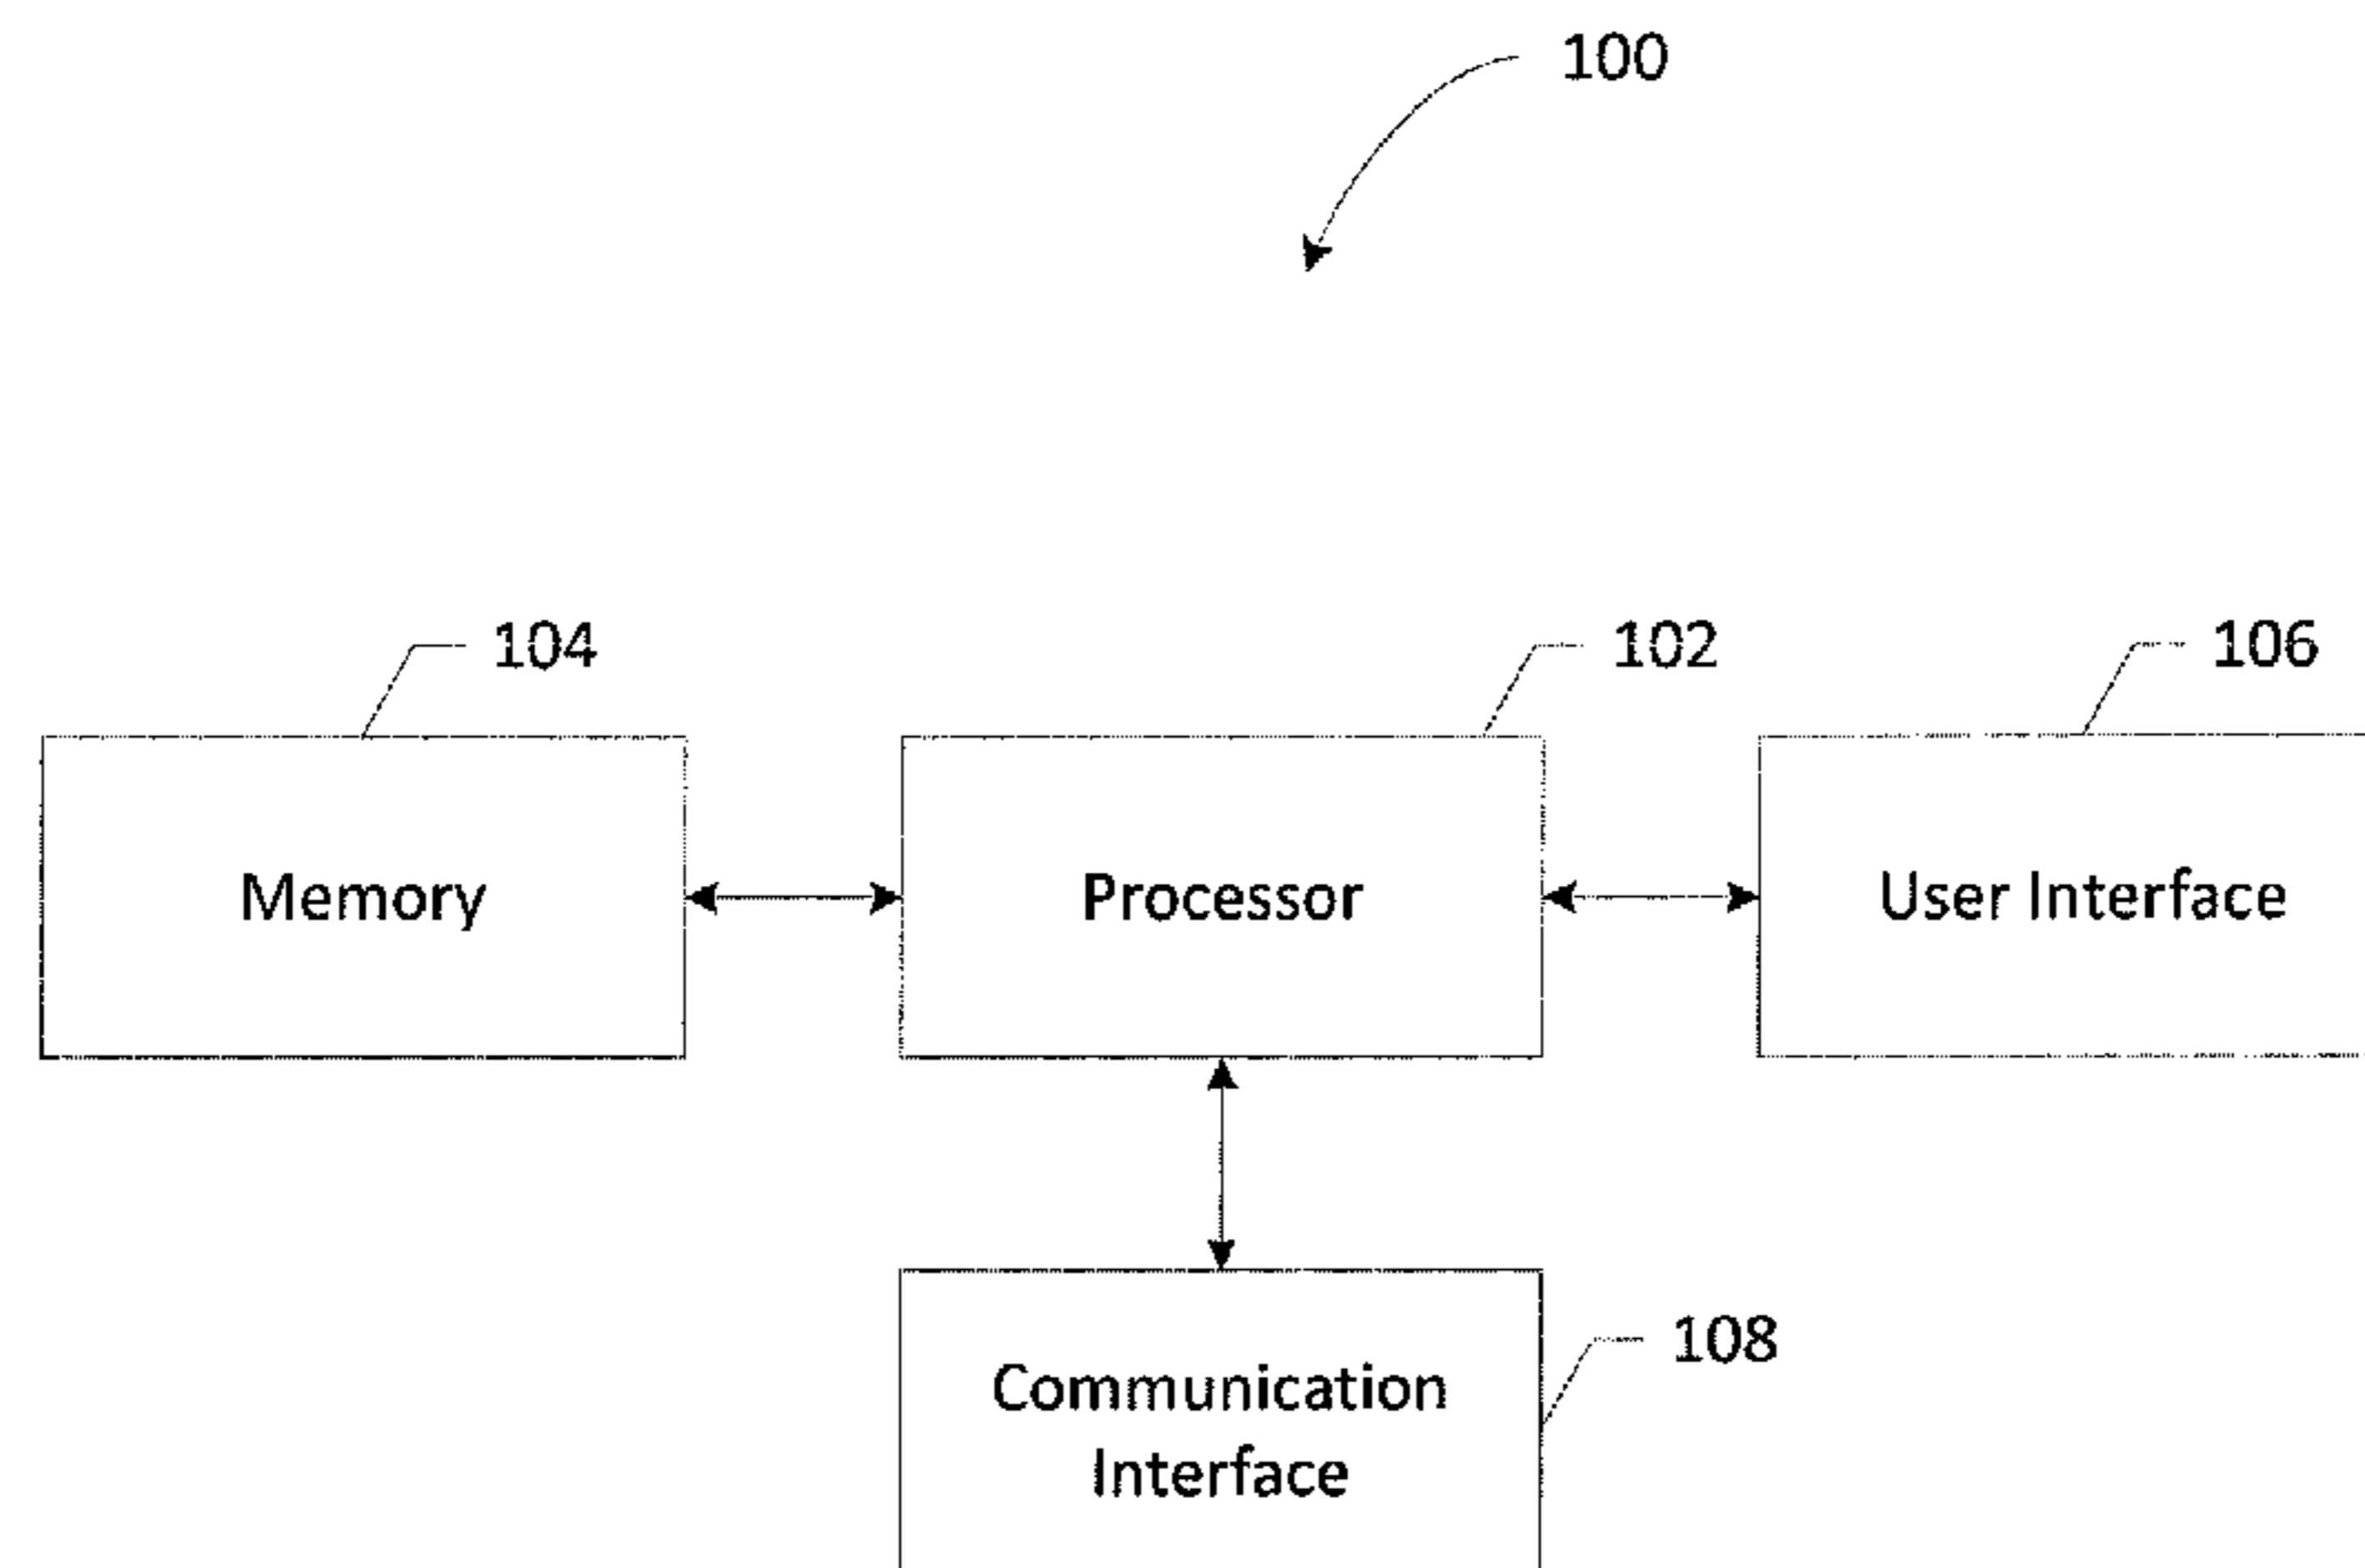 100
104
102
106
Memory
Processor
User Interface
108
Communication
Interface